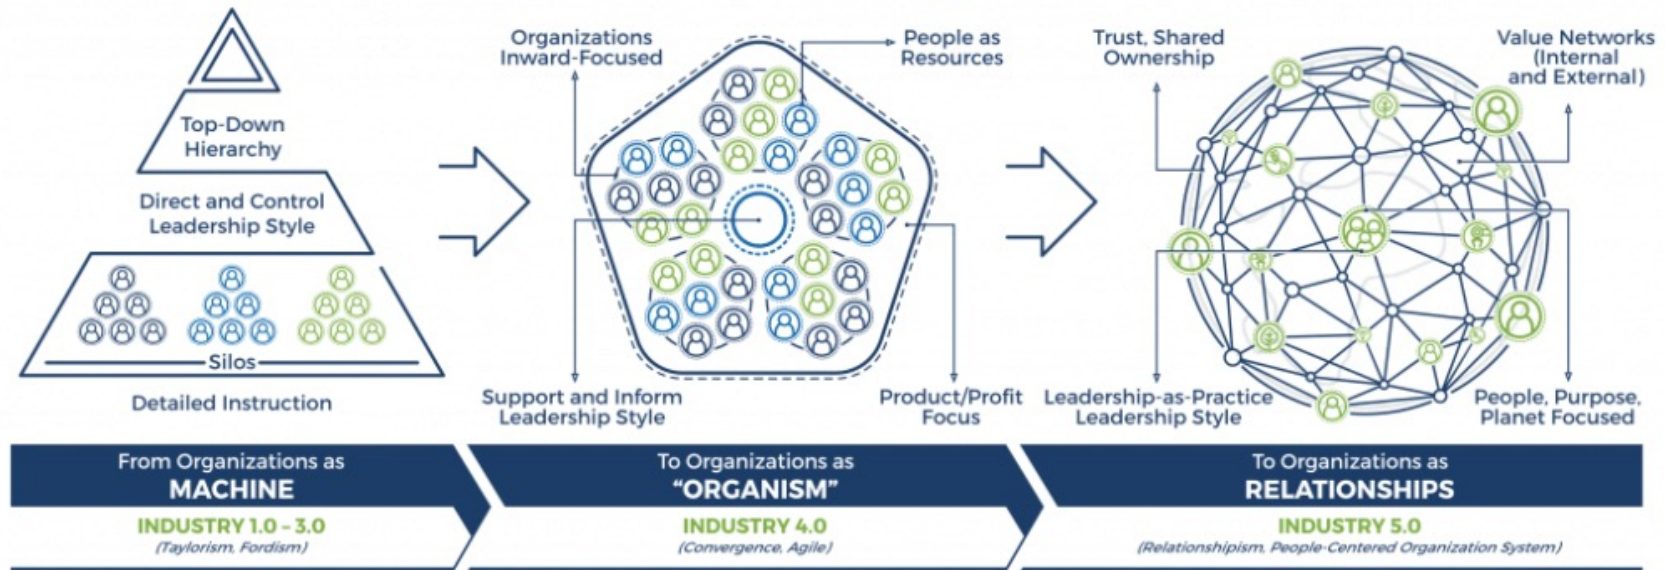 Top-Down
Hierarchy
Direct and Control
Leadership Style
Silos
Detailed Instruction
Organizations
Inward-Focused
People as
Resources
Support and Inform
Leadership Style
Product/Profit
Focus
Trust, Shared
Ownership
Value Networks
(Internal
and External)
Leadership-as-Practice
Leadership Style
People, Purpose,
Planet Focused
From Organizations as
MACHINE
INDUSTRY 1.0 – 3.0
(Taylorism, Fordism)
To Organizations as
“ORGANISM”
INDUSTRY 4.0
(Convergence, Agile)
To Organizations as
RELATIONSHIPS
INDUSTRY 5.0
(Relationshipism, People-Centered Organization System)